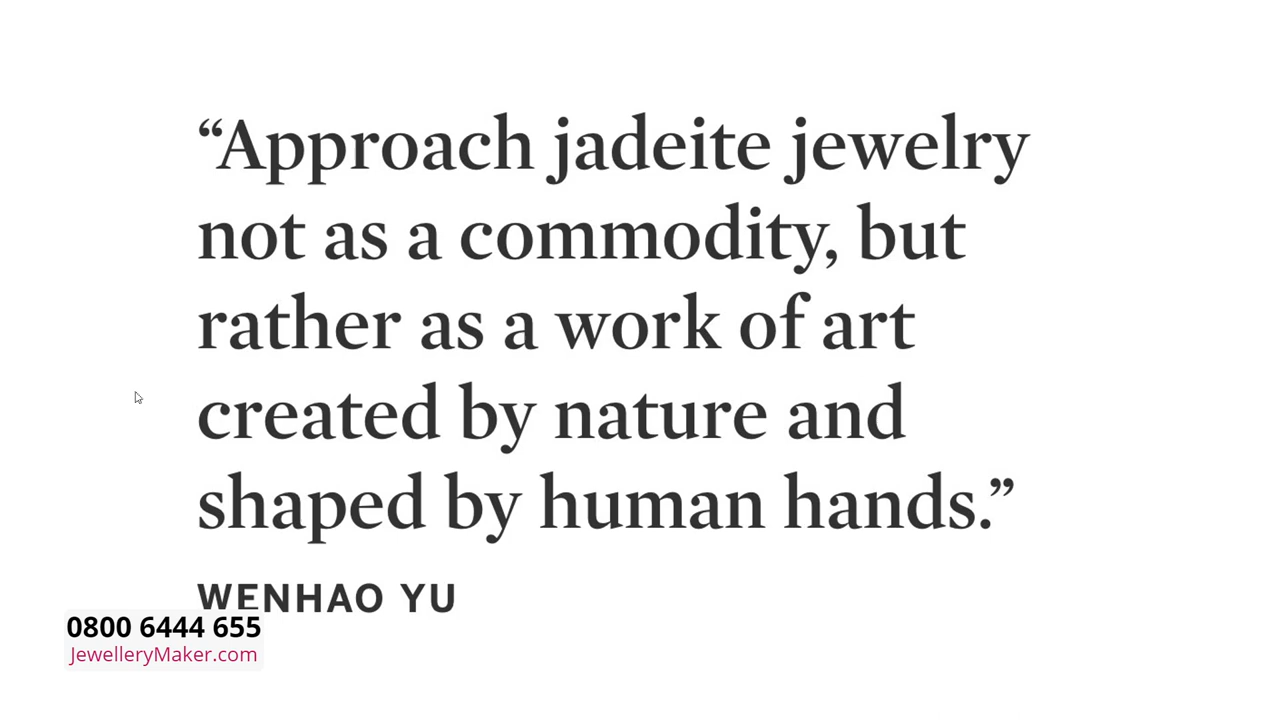 “Approach jadeite jewelry
not as a commodity, but
rather as a work of art
created by nature and
shaped by human hands.”
WENHAO YU
0800 6444 655
JewelleryMaker.com